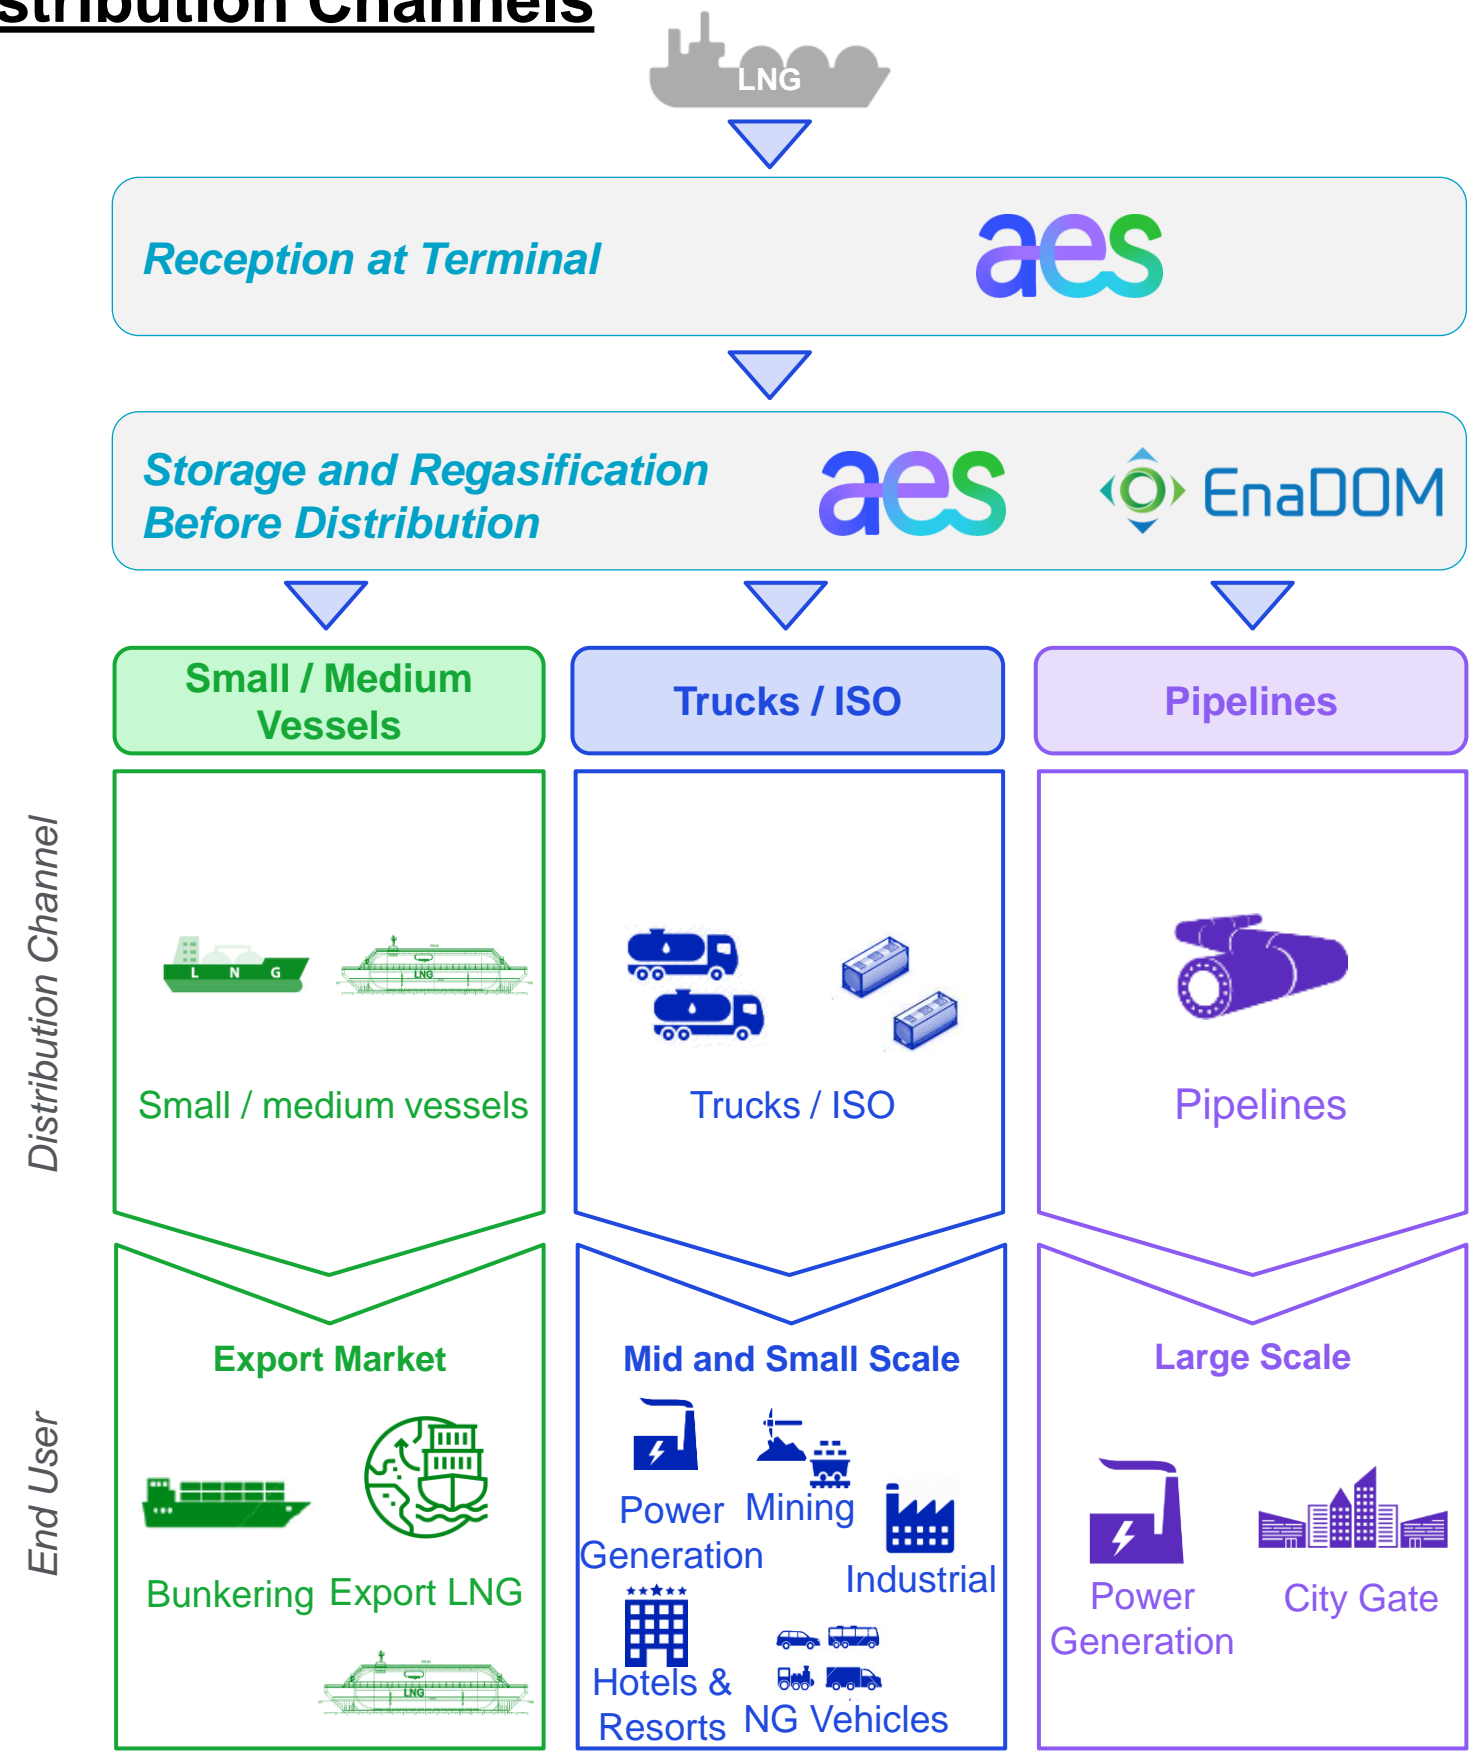 stribution Channels
LNG
Reception at Terminal
aes
Storage and Regasification
Before Distribution
aes
EnaDOM
Small / Medium
Vessels
Trucks / ISO
Pipelines
Distribution Channel
L N G
LNG
Small / medium vessels
Trucks / ISO
Pipelines
End User
Export Market
Bunkering
Export LNG
LNG
Mid and Small Scale
Power
Generation
Mining
Industrial
Hotels &
Resorts
NG Vehicles
Large Scale
Power
Generation
City Gate